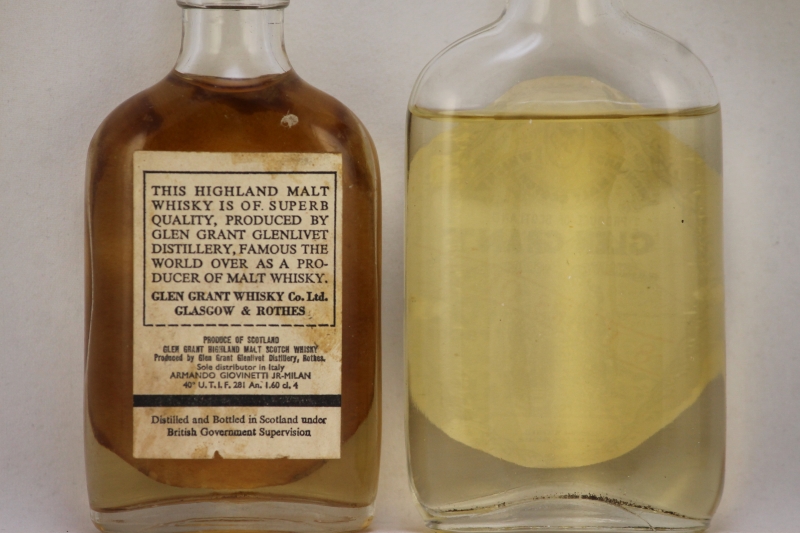 THIS HIGHLAND MALT
WHISKY IS OF. SUPERB
QUALITY, PRODUCED BY
GLEN GRANT GLENLIVET
DISTILLERY, FAMOUS THE
WORLD OVER AS A PRO-
DUCER OF MALT WHISKY.
GLEN GRANT WHISKY Co. Ltd.
GLASGOW & ROTHES
PRODUCE OF SCOTLAND
GLEN GRANT HIGHLAND MALT SCOTCH WHISKY
Produced by Glen Grant Glenlivet Distillery, Rothes.
Sole distributor in Italy
ARMANDO GIOVINETTI JR-MILAN
40° U. T. I. F. 281 An. 1.60 cl. 4
Distilled and Bottled in Scotland under
British Government Supervision